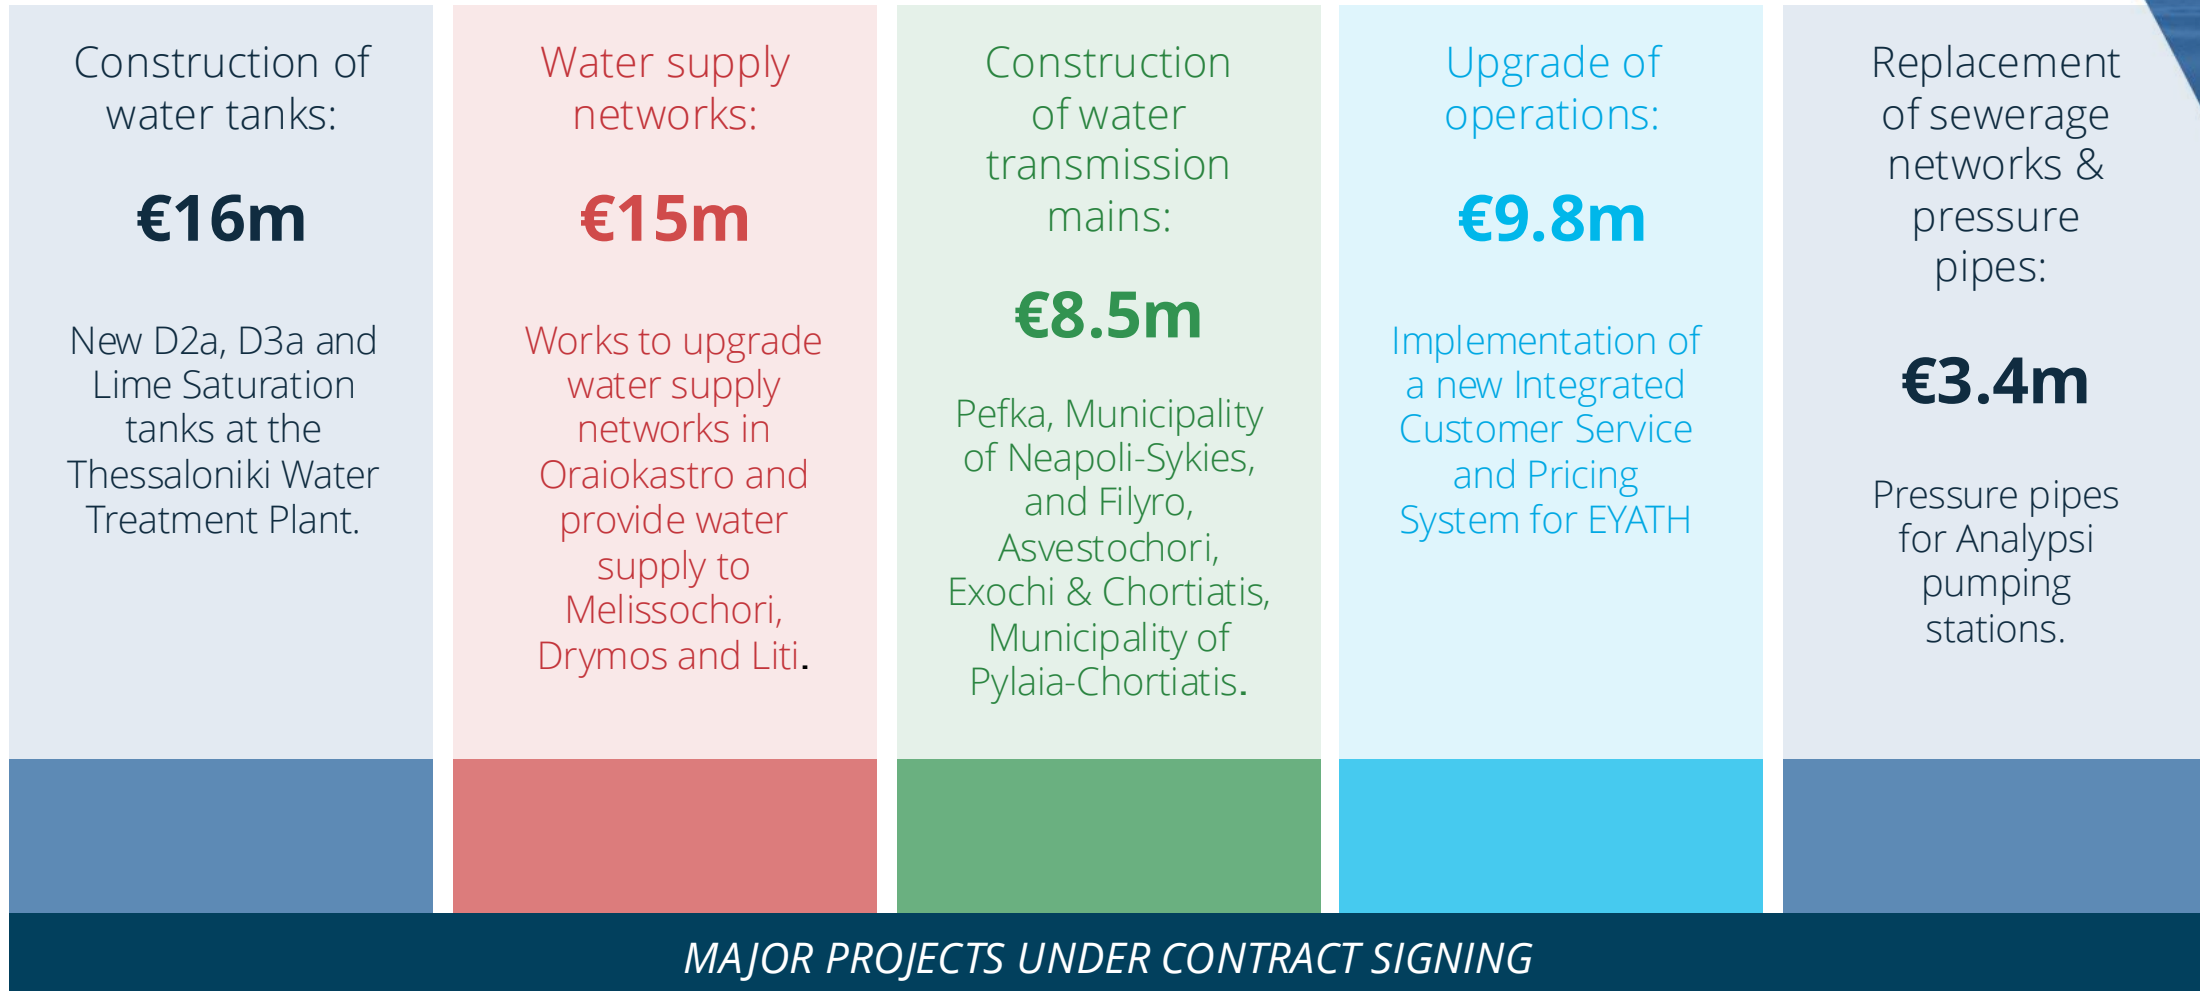 Construction of
water tanks:
€16m
New D2a, D3a and
Lime Saturation
tanks at the
Thessaloniki Water
Treatment Plant.
Water supply
networks:
€15m
Works to upgrade
water supply
networks in
Oraiokastro and
provide water
supply to
Melissochori,
Drymos and Liti.
Construction
of water
transmission
mains:
€8.5m
Pefka, Municipality
of Neapoli-Sykies,
and Filyro,
Asvestochori,
Exochi & Chortiatis,
Municipality of
Pylaia-Chortiatis.
Upgrade of
operations:
€9.8m
Implementation of
a new Integrated
Customer Service
and Pricing
System for EYATH
Replacement
of sewerage
networks &
pressure
pipes:
€3.4m
Pressure pipes
for Analypsi
pumping
stations.
MAJOR PROJECTS UNDER CONTRACT SIGNING